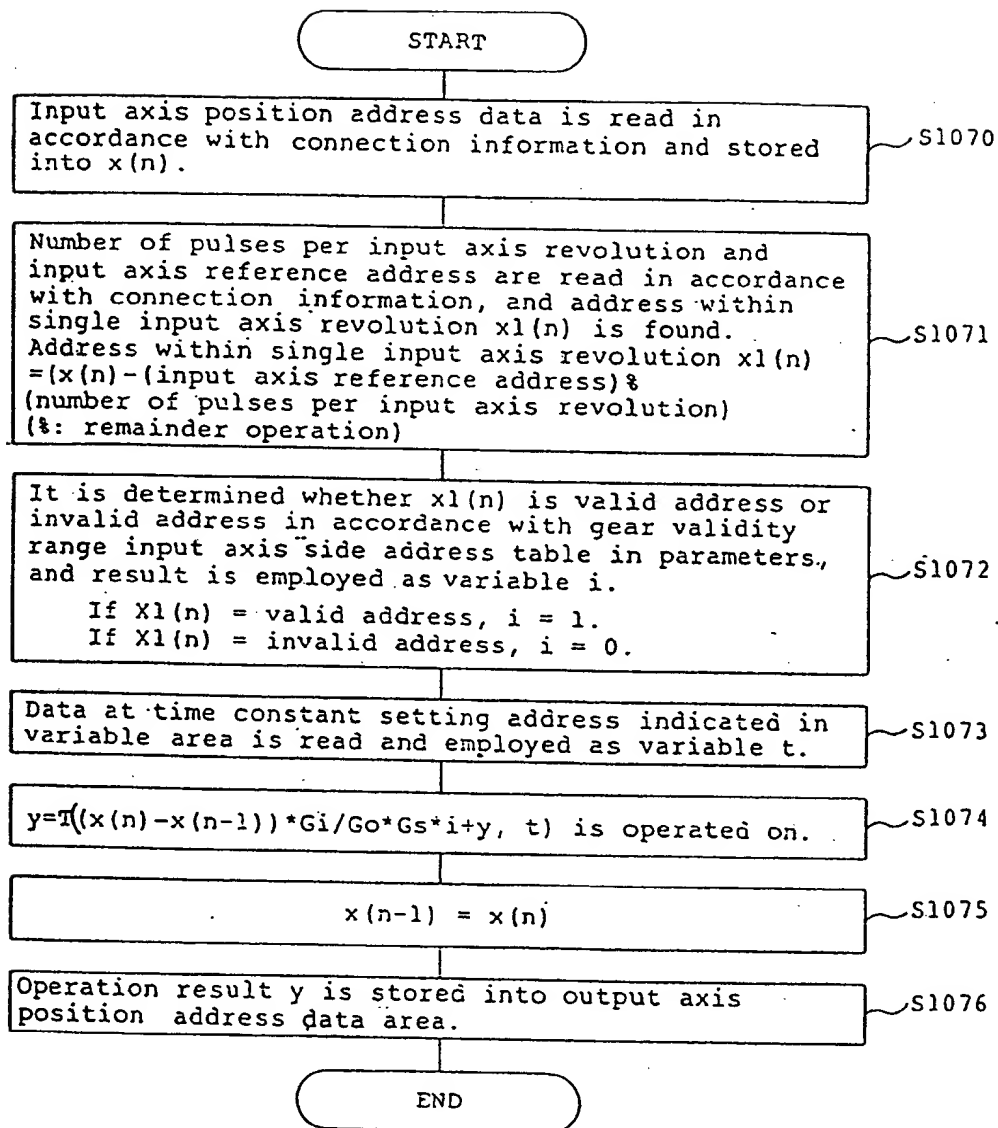 START
Input axis position address data is read in
accordance with connection information and stored
into x(n).
S1070
Number of pulses per input axis revolution and
input axis reference address are read in accordance
with connection information, and address within
single input axis revolution x1(n) is found.
Address within single input axis revolution x1(n)
=(x(n)-(input axis reference address)%
(number of pulses per input axis revolution)
(%: remainder operation)
S1071
It is determined whether x1(n) is valid address or
invalid address in accordance with gear validity
range input axis side address table in parameters,
and result is employed as variable i.
If X1(n) = valid address, i = 1.
If X1(n) = invalid address, i = 0.
S1072
Data at time constant setting address indicated in
variable area is read and employed as variable t.
S1073
y=T((x(n)-x(n-1))*Gi/Go*Gs*i+y, t) is operated on.
S1074
x(n-1) = x(n)
S1075
Operation result y is stored into output axis
position address data area.
S1076
END